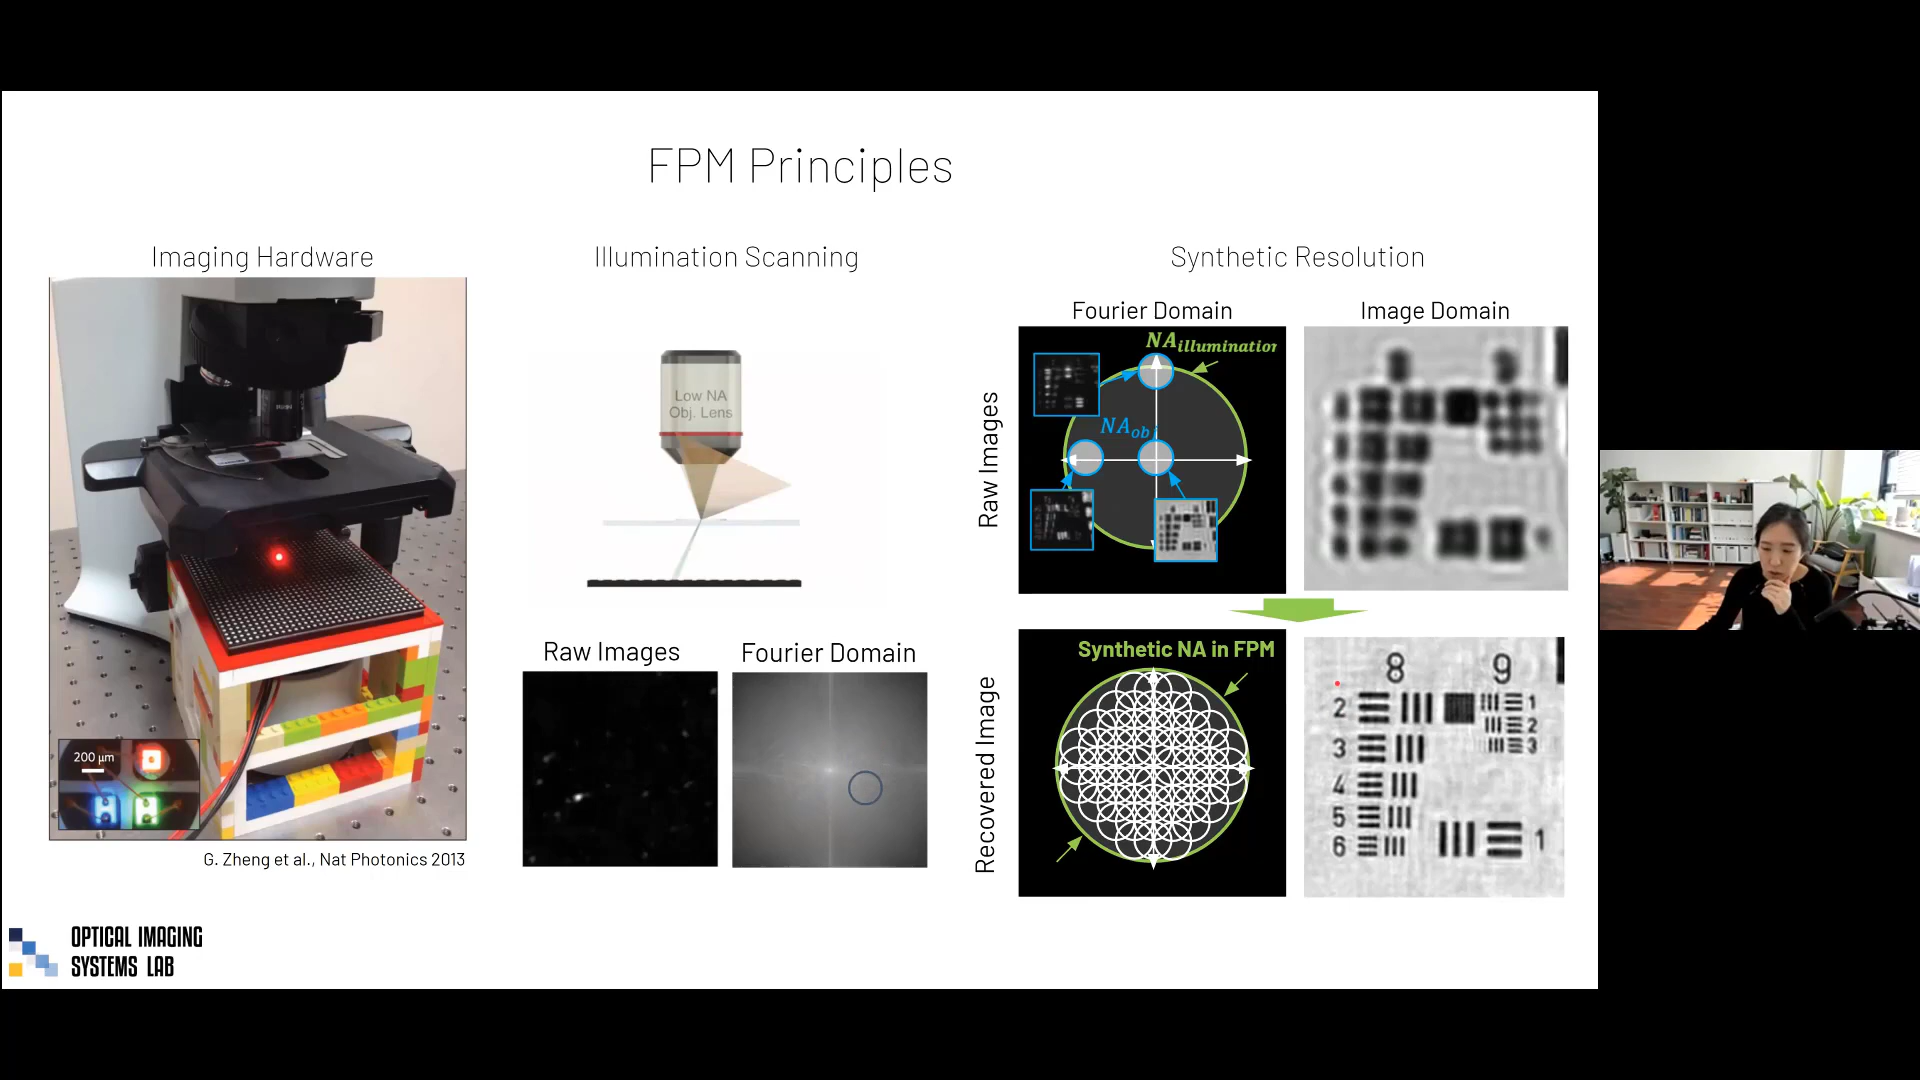 FPM Principles
Imaging Hardware
200 µm
G. Zheng et al., Nat Photonics 2013
Illumination Scanning
Low NA
Obj. Lens
Raw Images
Fourier Domain
Synthetic Resolution
Fourier Domain
Image Domain
Raw Images
NAillumination
NAobj
Recovered Image
Synthetic NA in FPM
8 9
2 1
2
3 3
4
5
6 1
OPTICAL IMAGING
SYSTEMS LAB